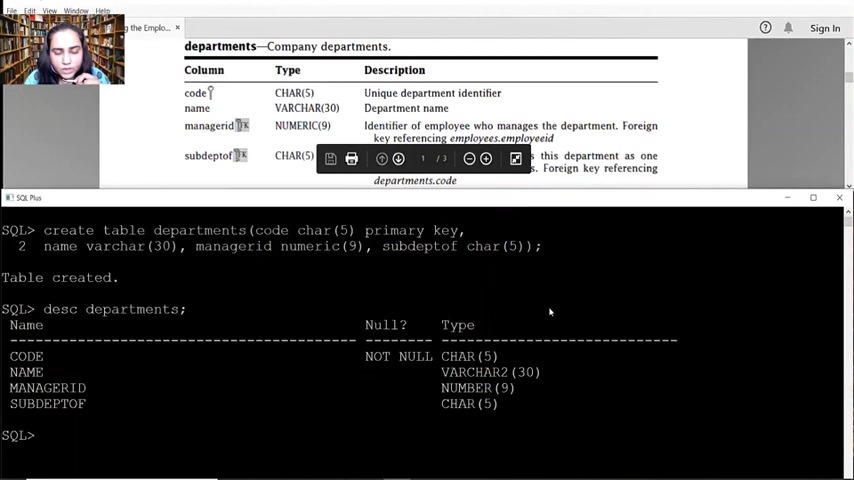 File Edit View Window Help
g the Emplo... ×
Sign In
departments—Company departments.
Column Type Description
code CHAR(5) Unique department identifier
name VARCHAR(30) Department name
managerid FK NUMERIC(9) Identifier of employee who manages the department. Foreign
key referencing employees.employeeid
subdeptof FK CHAR(5) s this department as one
s. Foreign key referencing
departments.code
1 / 3
SQL Plus
SQL> create table departments(code char(5) primary key,
2 name varchar(30), managerid numeric(9), subdeptof char(5));
Table created.
SQL> desc departments;
Name Null? Type
----------------------------------------- -------- ----------------------------
CODE NOT NULL CHAR(5)
NAME VARCHAR2(30)
MANAGERID NUMBER(9)
SUBDEPTOF CHAR(5)
SQL>